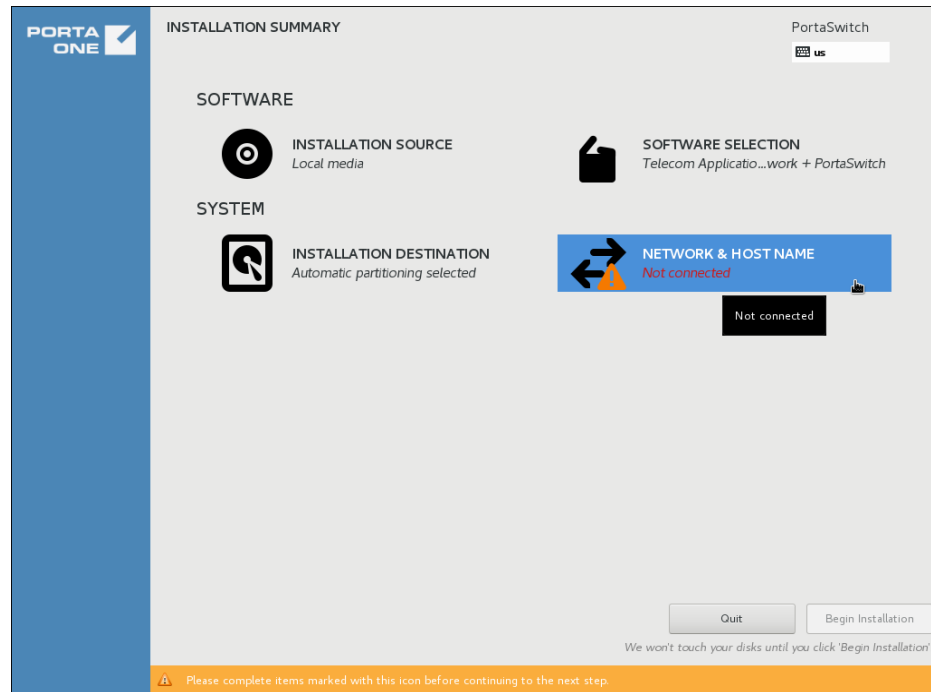 PORTA
ONE
INSTALLATION SUMMARY
PortaSwitch
us
SOFTWARE
INSTALLATION SOURCE
Local media
SOFTWARE SELECTION
Telecom Applicatio...work + PortaSwitch
SYSTEM
INSTALLATION DESTINATION
Automatic partitioning selected
NETWORK & HOST NAME
Not connected
Not connected
Quit
Begin Installation
We won't touch your disks until you click 'Begin Installation'
Please complete items marked with this icon before continuing to the next step.